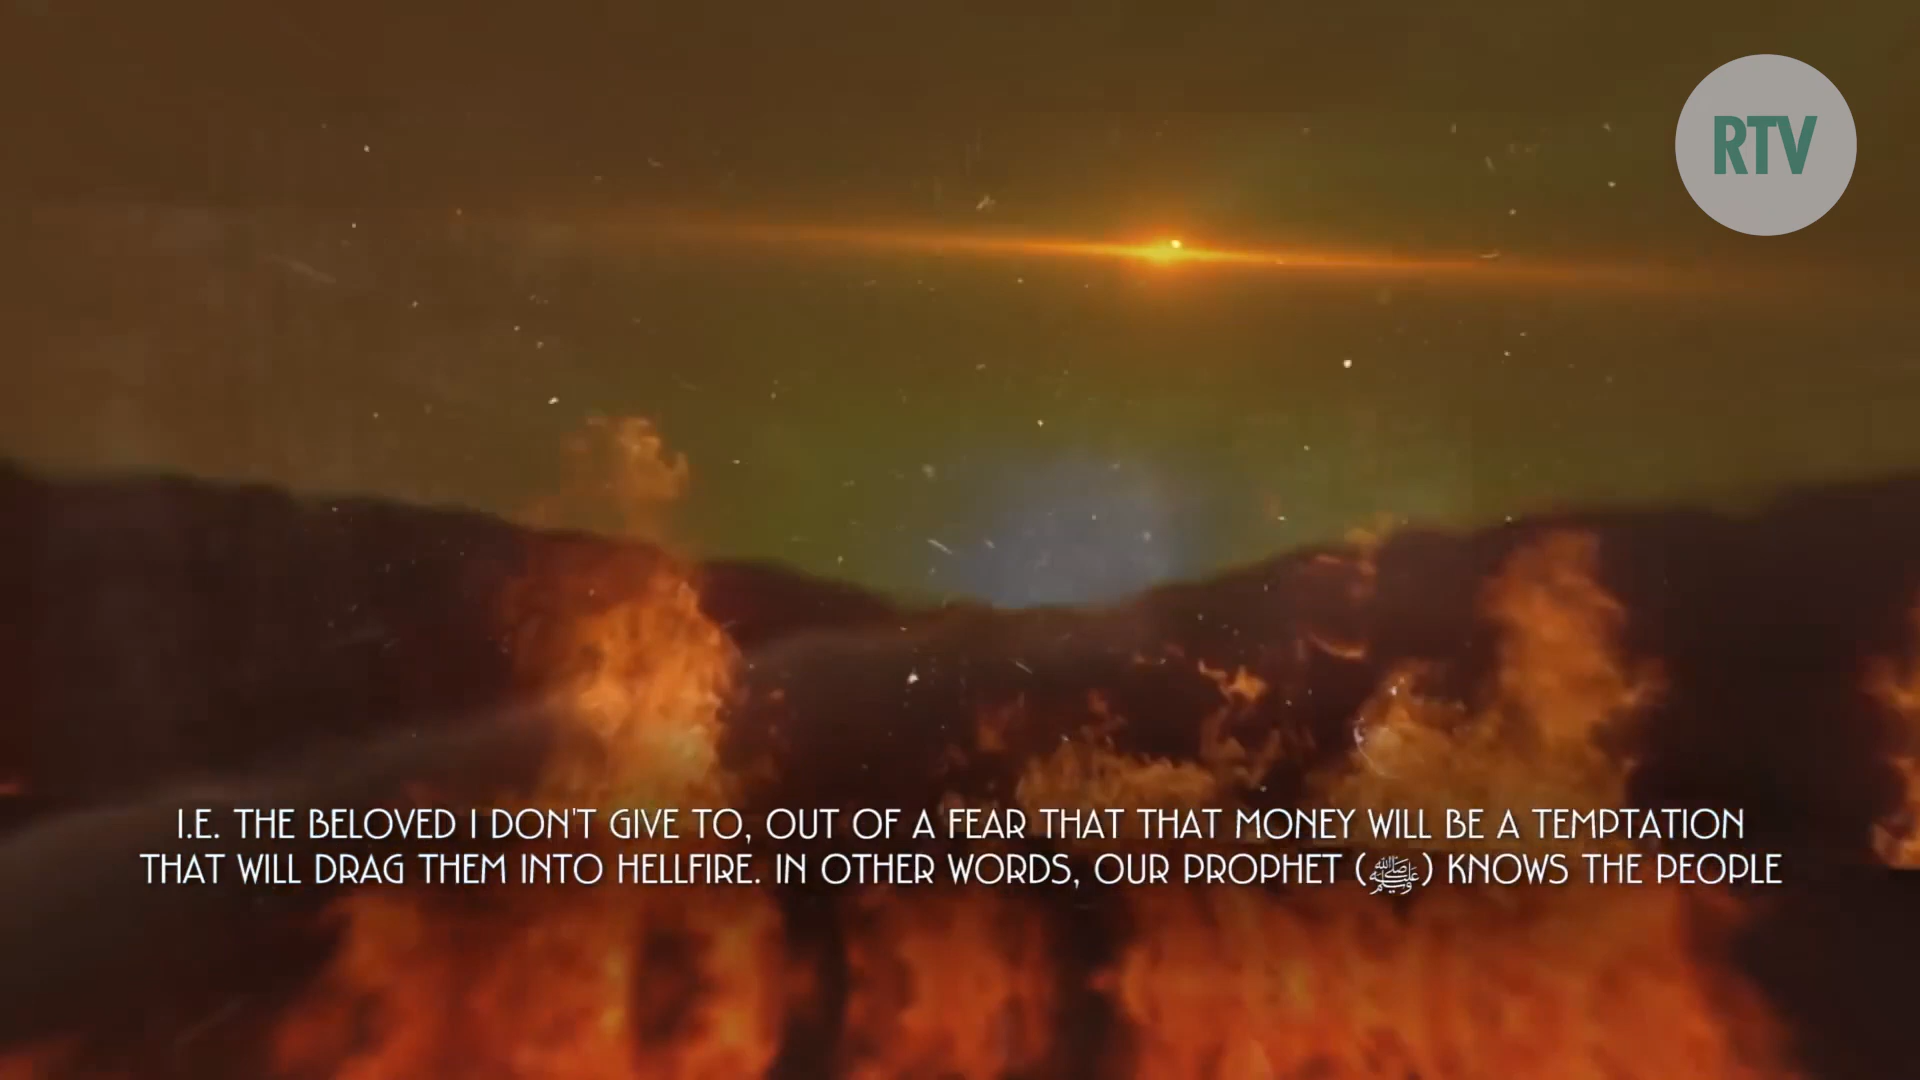 RTV
I.E. THE BELOVED I DON'T GIVE TO, OUT OF A FEAR THAT THAT MONEY WILL BE A TEMPTATION
THAT WILL DRAG THEM INTO HELLFIRE. IN OTHER WORDS, OUR PROPHET (ﷺ) KNOWS THE PEOPLE